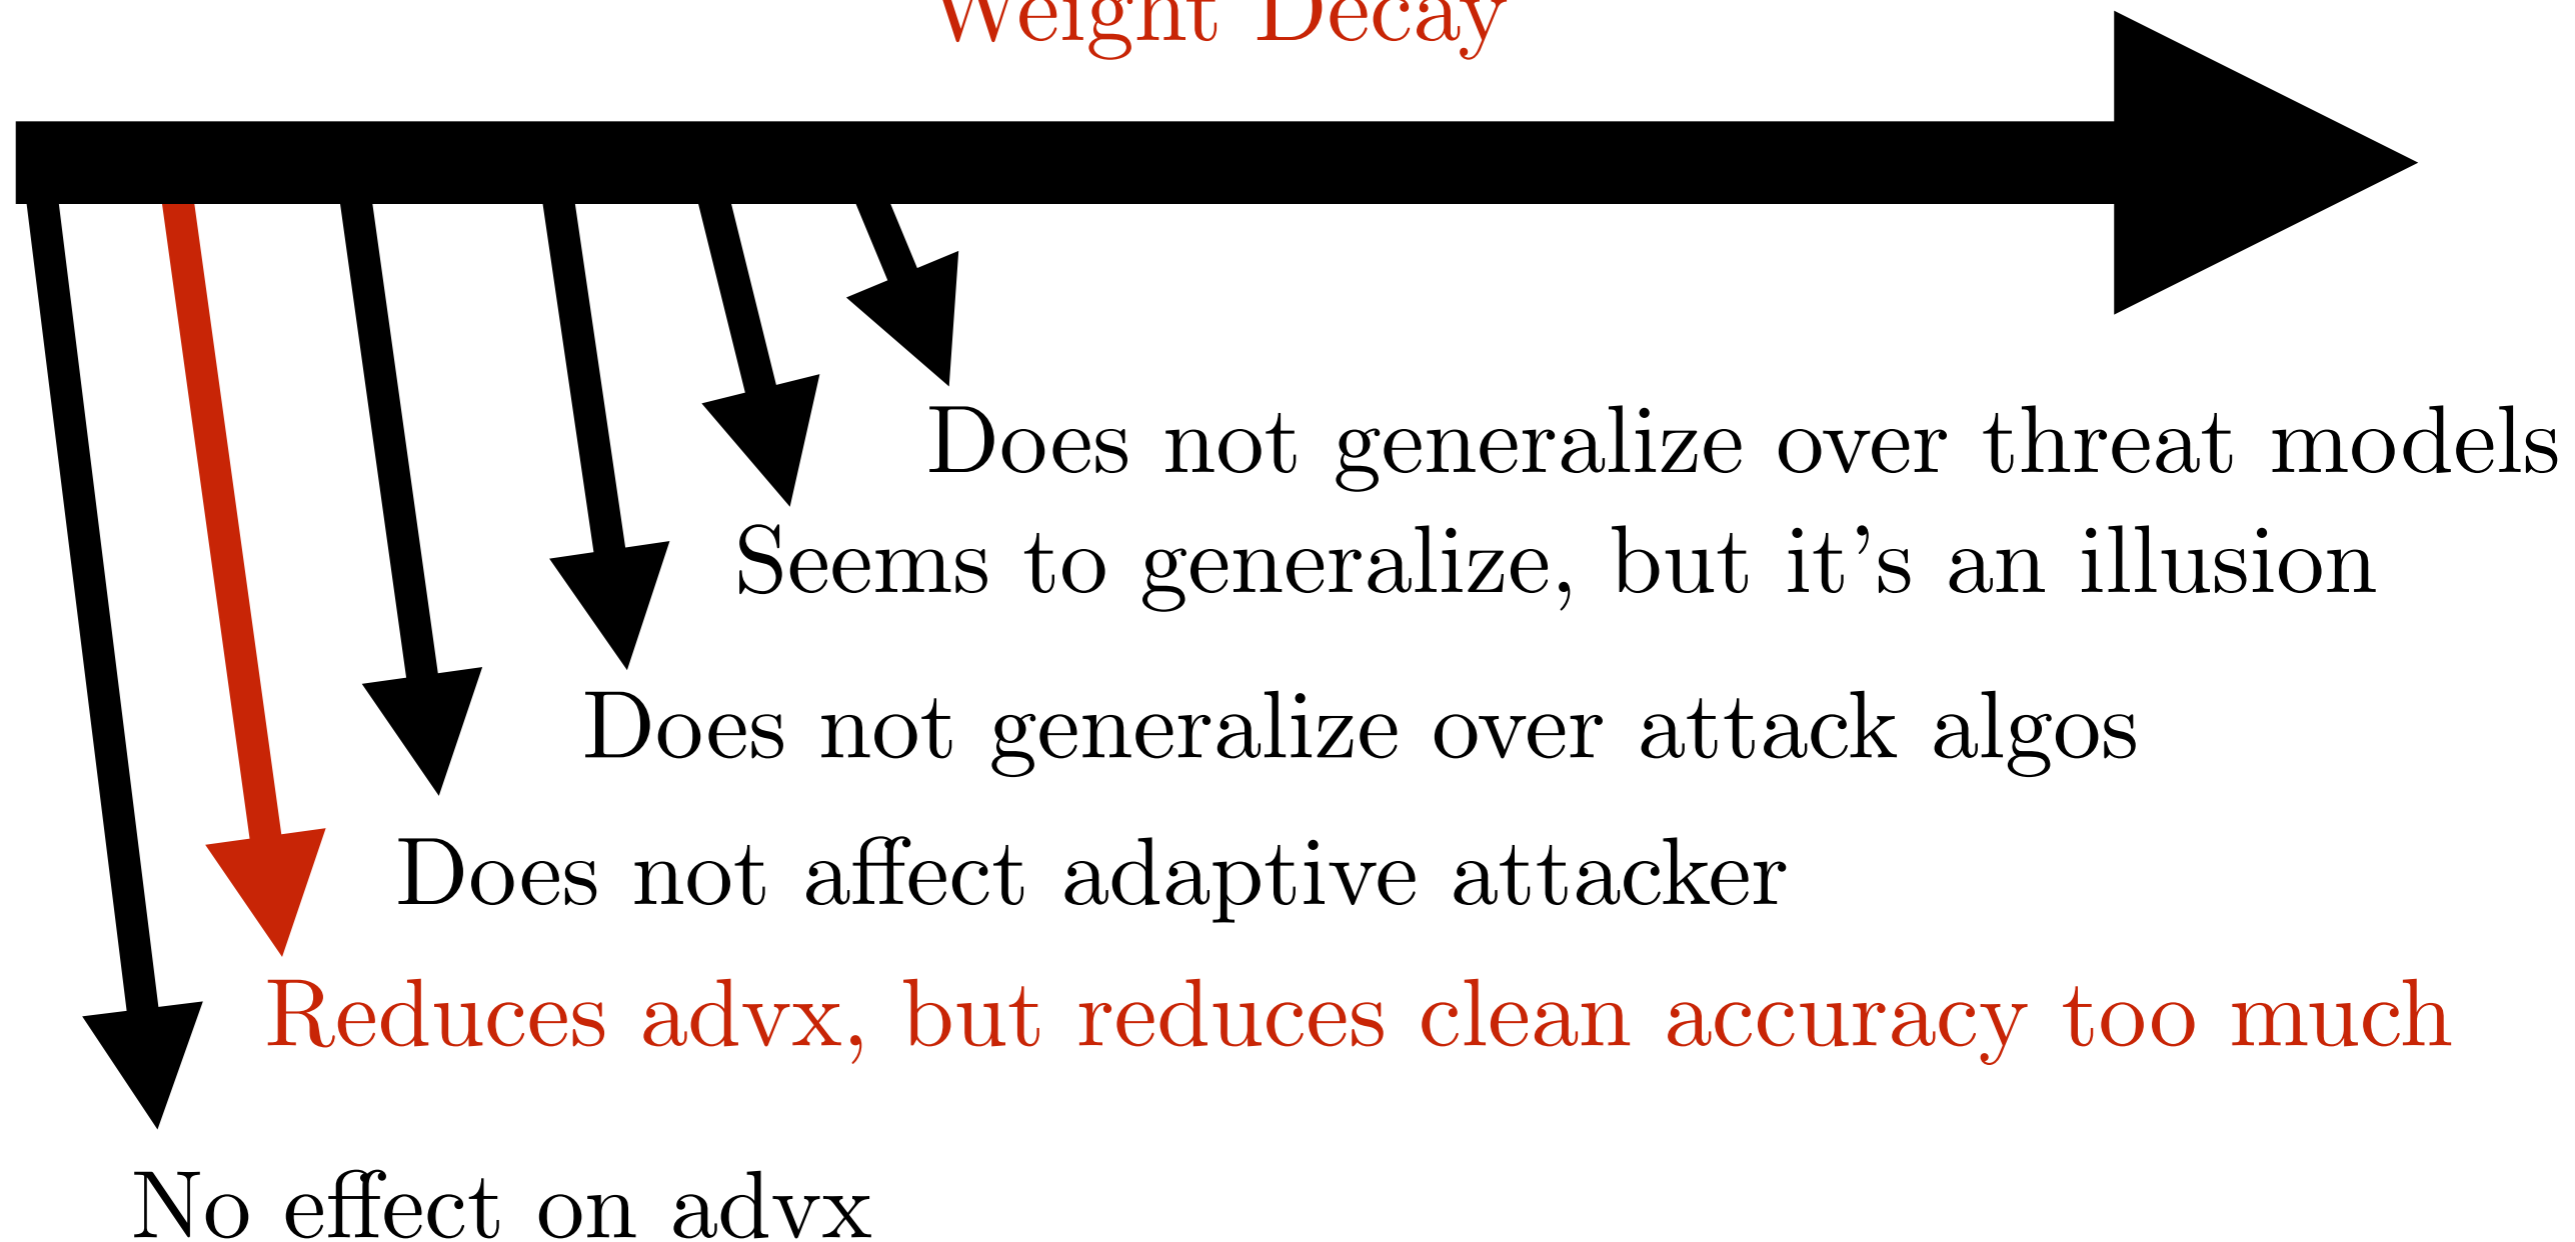 Weight Decay
Does not generalize over threat models
Seems to generalize, but it's an illusion
Does not generalize over attack algos
Does not affect adaptive attacker
Reduces advx, but reduces clean accuracy too much
No effect on advx